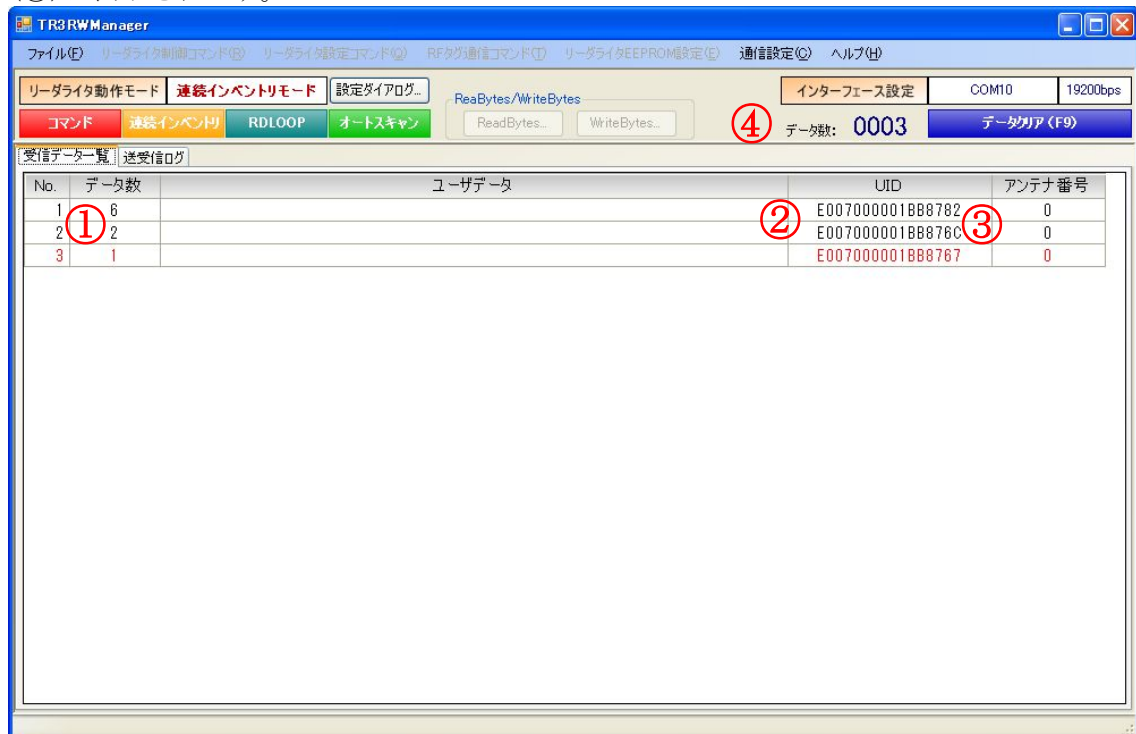 TR3RWManager
ファイル(F) リーダライタ制御コマンド(R) リーダライタ設定コマンド(Q) RFタグ通信コマンド(T) リーダライタEEPROM設定(E) 通信設定(C) ヘルプ(H)
リーダライタ動作モード 連続インベントリモード 設定ダイアログ... ReaBytes/WriteBytes インターフェース設定 COM10 19200bps
コマンド 連続インベントリ RDLOOP オートスキャン ReadBytes... WriteBytes... ④ データ数: 0003 データクリア(F9)
受信データ一覧 送受信ログ
No. データ数 ユーザデータ UID アンテナ番号
1 6 E007000001BB8782 0
① ② ③
2 2 E007000001BB876C 0
3 1 E007000001BB8767 0